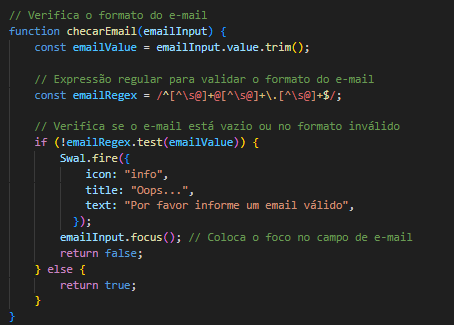 // Verifica o formato do e-mail
function checarEmail(emailInput) {
    const emailValue = emailInput.value.trim();

    // Expressão regular para validar o formato do e-mail
    const emailRegex = /^[^\s@]+@[^\s@]+\.[^\s@]+$/;

    // Verifica se o e-mail está vazio ou no formato inválido
    if (!emailRegex.test(emailValue)) {
        Swal.fire({
            icon: "info",
            title: "Oops...",
            text: "Por favor informe um email válido",
          });
        emailInput.focus(); // Coloca o foco no campo de e-mail
        return false;
    } else {
        return true;
    }
}